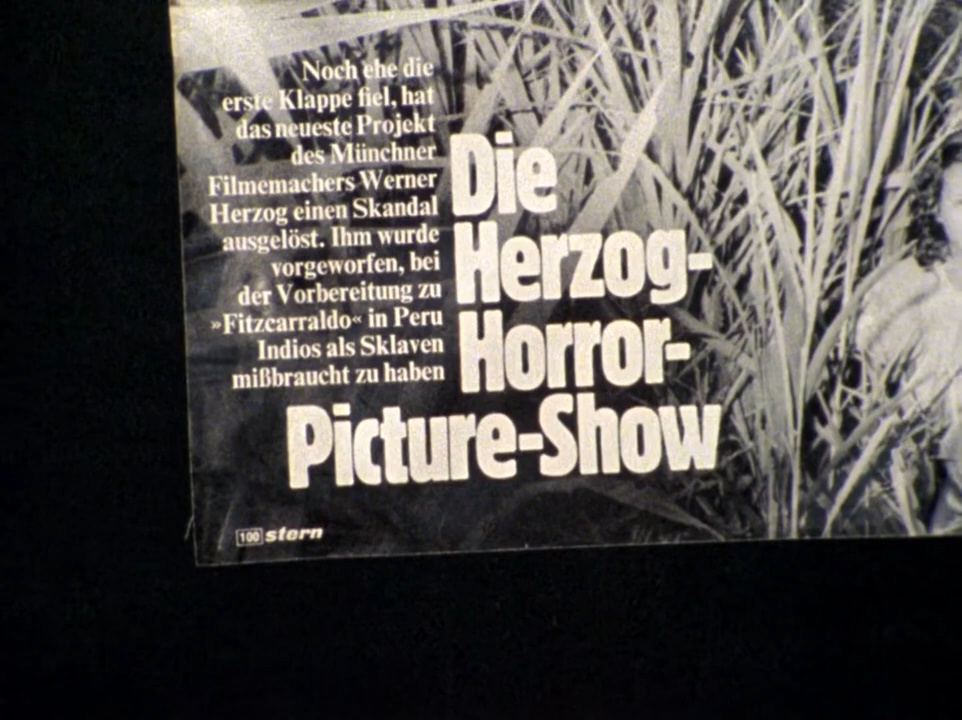 Noch ehe die
erste Klappe fiel, hat
das neueste Projekt
des Münchner
Filmemachers Werner
Herzog einen Skandal
ausgelöst. Ihm wurde
vorgeworfen, bei
der Vorbereitung zu
»Fitzcarraldo« in Peru
Indios als Sklaven
mißbraucht zu haben
Die
Herzog-
Horror-
Picture-Show
100 stern